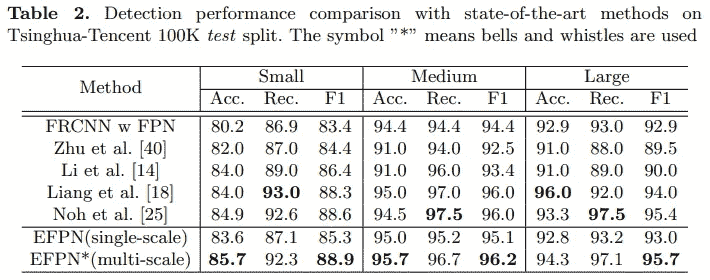 Table 2. Detection performance comparison with state-of-the-art methods on
Tsinghua-Tencent 100K test split. The symbol "*" means bells and whistles are used
Method Small Medium Large
Acc. Rec. F1 Acc. Rec. F1 Acc. Rec. F1
FRCNN w FPN 80.2 86.9 83.4 94.4 94.4 94.4 92.9 93.0 92.9
Zhu et al. [40] 82.0 87.0 84.4 91.0 94.0 92.5 91.0 88.0 89.5
Li et al. [14] 84.0 89.0 86.4 91.0 96.0 93.4 91.0 89.0 90.0
Liang et al. [18] 84.0 93.0 88.3 95.0 97.0 96.0 96.0 92.0 94.0
Noh et al. [25] 84.9 92.6 88.6 94.5 97.5 96.0 93.3 97.5 95.4
EFPN(single-scale) 83.6 87.1 85.3 95.0 95.2 95.1 92.8 93.2 93.0
EFPN*(multi-scale) 85.7 92.3 88.9 95.7 96.7 96.2 94.3 97.1 95.7